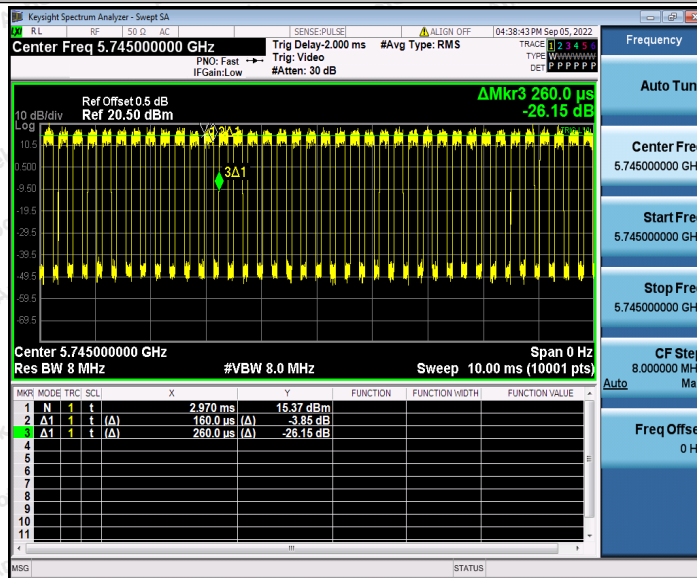 Keysight Spectrum Analyzer - Swept SA
RL RF 50 Ω AC SENSE:PULSE ALIGN OFF 04:38:43 PM Sep 05, 2022
Center Freq 5.745000000 GHz
PNO: Fast
IFGain:Low
Trig Delay-2.000 ms
Trig: Video
#Atten: 30 dB
#Avg Type: RMS
TRACE 1 2 3 4 5 6
TYPE WWWWWW
DET P P P P P P
Frequency
Auto Tun
Center Fre
5.745000000 GH
Start Fre
5.745000000 GH
Stop Fre
5.745000000 GH
CF Step
8.000000 MH
Auto Ma
Freq Offse
0 H
ΔMkr3 260.0 µs
-26.15 dB
Ref Offset 0.5 dB
10 dB/div Ref 20.50 dBm
Log
10.5
0.500
-9.50
-19.5
-29.5
-39.5
-49.5
-59.5
-69.5
3Δ1
Center 5.745000000 GHz Span 0 Hz
Res BW 8 MHz #VBW 8.0 MHz Sweep 10.00 ms (10001 pts)
MKR MODE TRC SCL X Y FUNCTION FUNCTION WIDTH FUNCTION VALUE
1 N 1 t 2.970 ms 15.37 dBm
2 Δ1 1 t (Δ) 160.0 µs (Δ) -3.85 dB
3 Δ1 1 t (Δ) 260.0 µs (Δ) -26.15 dB
4
5
6
7
8
9
10
11
MSG STATUS